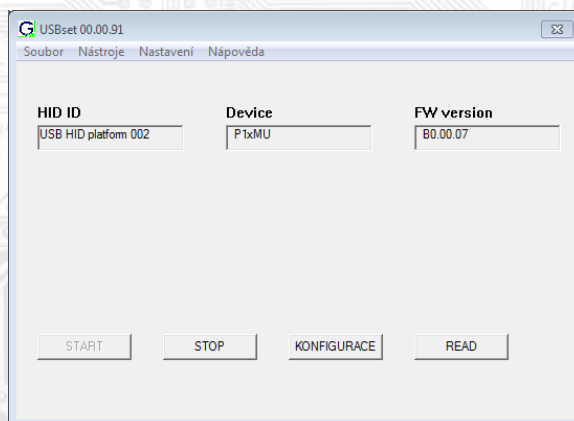 USBset 00.00.91
Soubor Nástroje Nastavení Nápověda
HID ID Device FW version
USB HID platform 002 P1xMU B0.00.07
START STOP KONFIGURACE READ